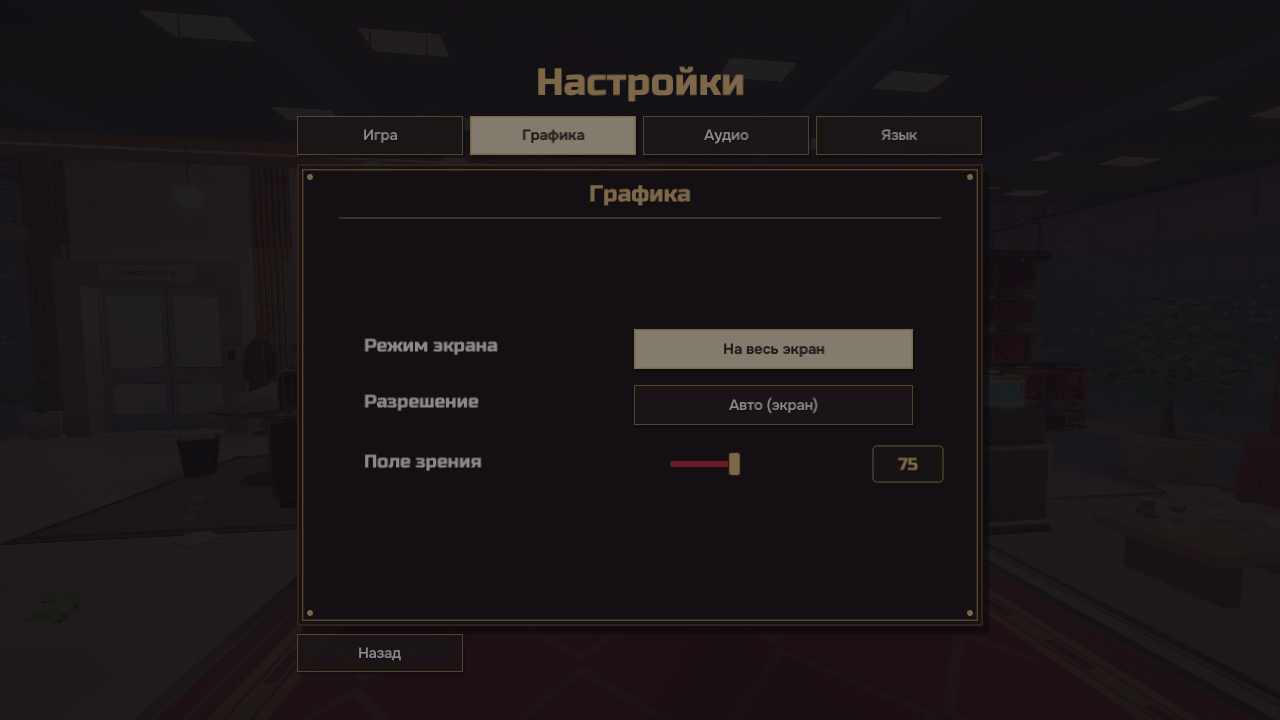 Настройки
Игра
Графика
Аудио
Язык
Графика
Режим экрана
На весь экран
Разрешение
Авто (экран)
Поле зрения
75
Назад